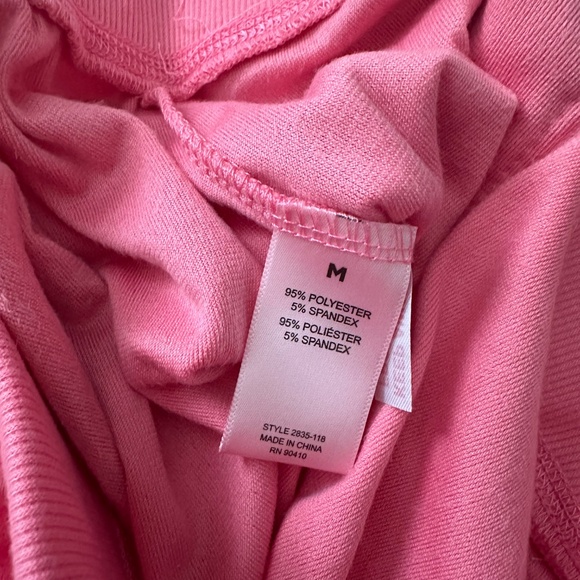 M
95% POLYESTER
5% SPANDEX
95% POLIÉSTER
5% SPANDEX
STYLE 2835-118
MADE IN CHINA
RN 90410